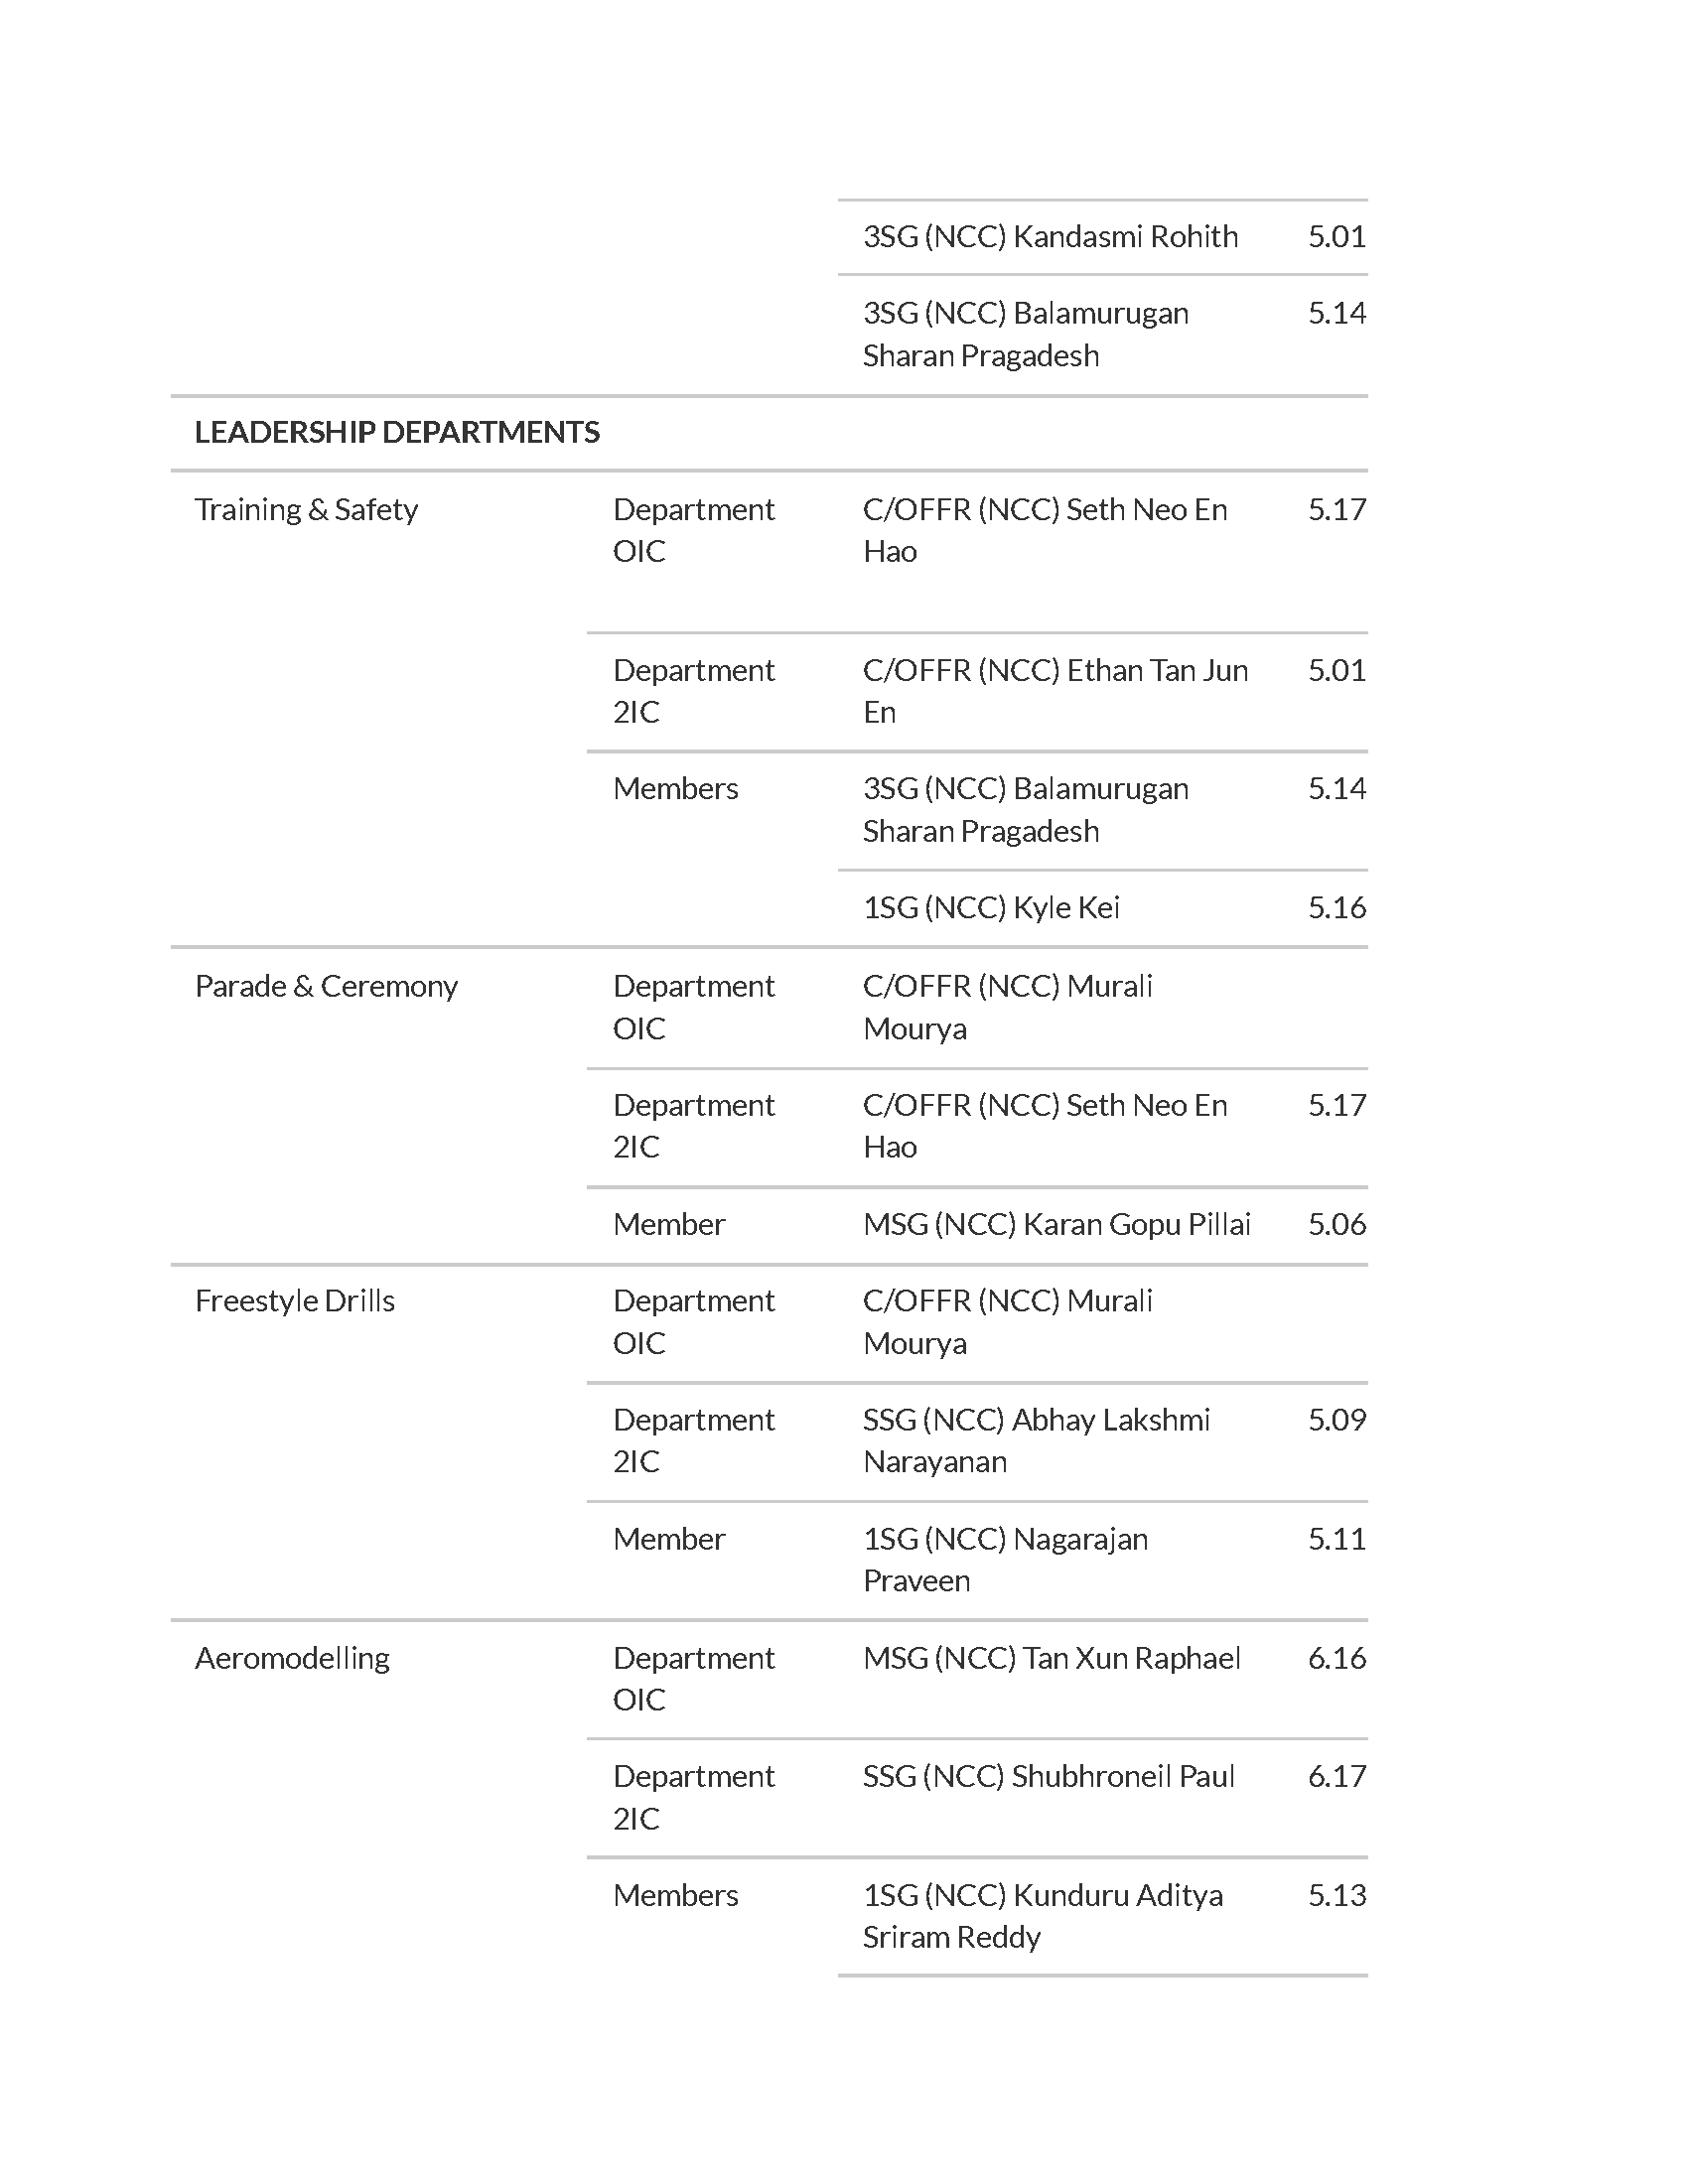 3SG (NCC) Kandasmi Rohith 5.01
3SG (NCC) Balamurugan 5.14
Sharan Pragadesh
LEADERSHIP DEPARTMENTS
Training & Safety Department C/OFFR (NCC) Seth Neo En 5.17
OIC Hao
Department C/OFFR (NCC) Ethan Tan Jun 5.01
2IC En
Members 3SG (NCC) Balamurugan 5.14
Sharan Pragadesh
1SG (NCC) Kyle Kei 5.16
Parade & Ceremony Department C/OFFR (NCC) Murali
OIC Mourya
Department C/OFFR (NCC) Seth Neo En 5.17
2IC Hao
Member MSG (NCC) Karan Gopu Pillai 5.06
Freestyle Drills Department C/OFFR (NCC) Murali
OIC Mourya
Department SSG (NCC) Abhay Lakshmi 5.09
2IC Narayanan
Member 1SG (NCC) Nagarajan 5.11
Praveen
Aeromodelling Department MSG (NCC) Tan Xun Raphael 6.16
OIC
Department SSG (NCC) Shubhroneil Paul 6.17
2IC
Members 1SG (NCC) Kunduru Aditya 5.13
Sriram Reddy